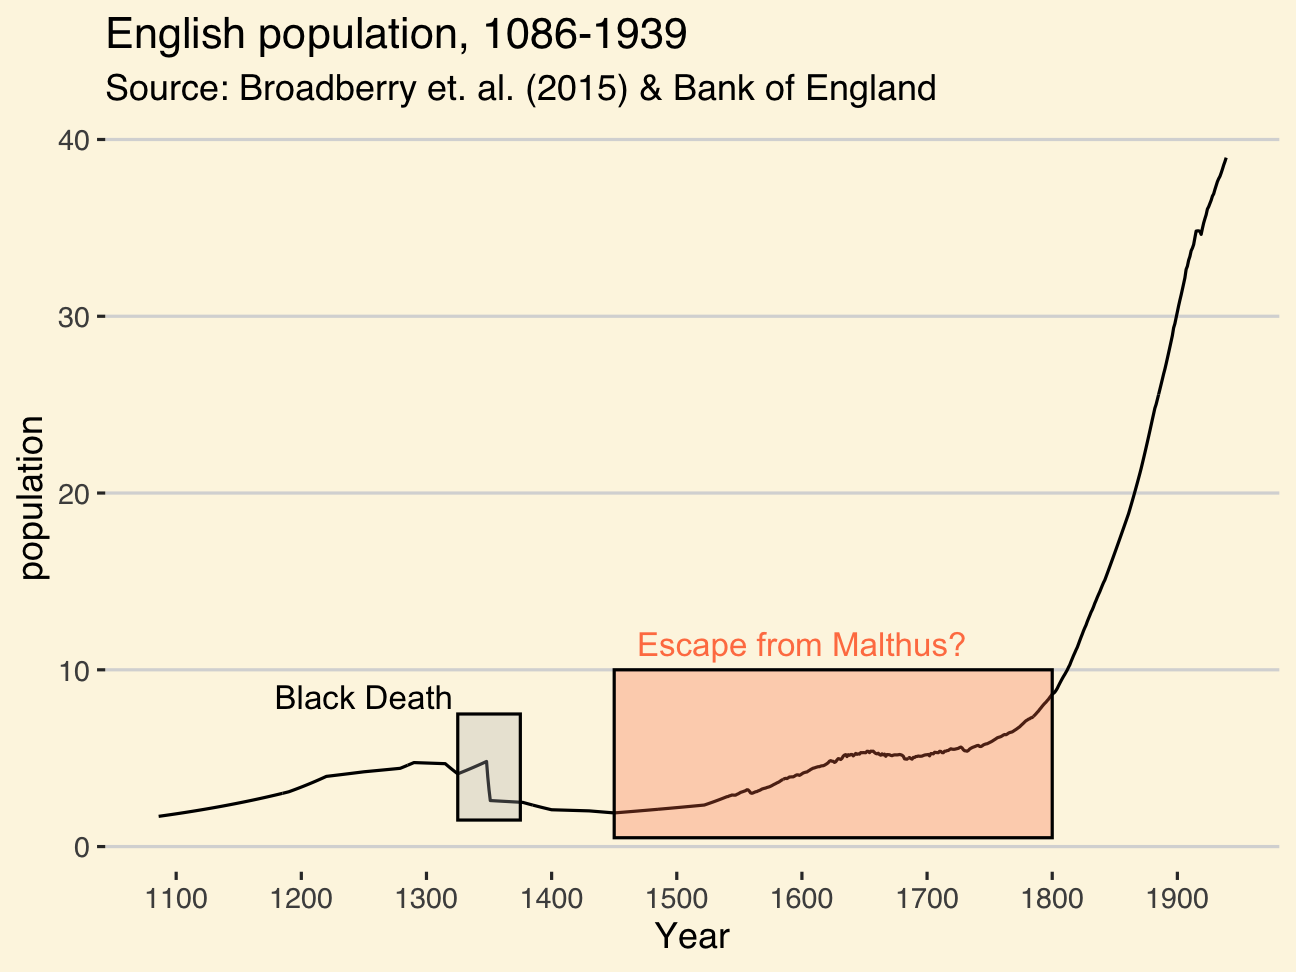 English population, 1086-1939
Source: Broadberry et. al. (2015) & Bank of England
40
30
20
10
0
population
Escape from Malthus?
Black Death
1100 1200 1300 1400 1500 1600 1700 1800 1900
Year